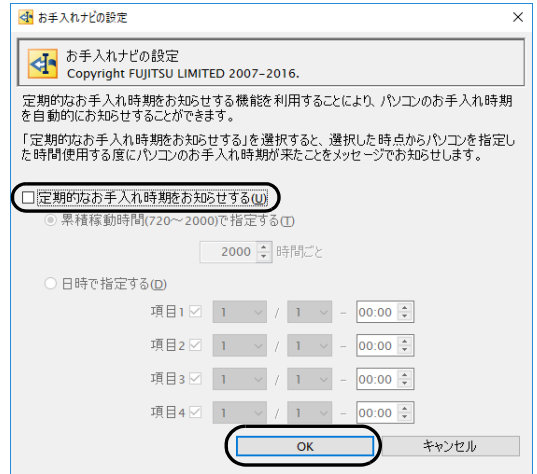 お手入れナビの設定
お手入れナビの設定
Copyright FUJITSU LIMITED 2007-2016.
定期的なお手入れ時期をお知らせする機能を利用することにより、パソコンのお手入れ時期
を自動的にお知らせすることができます。
「定期的なお手入れ時期をお知らせする」を選択すると、選択した時点からパソコンを指定し
た時間使用する度にパソコンのお手入れ時期が来たことをメッセージでお知らせします。
定期的なお手入れ時期をお知らせする(U)
累積稼動時間(720～2000)で指定する(T)
2000 時間ごと
日時で指定する(D)
項目1 1 / 1 - 00:00
項目2 1 / 1 - 00:00
項目3 1 / 1 - 00:00
項目4 1 / 1 - 00:00
OK キャンセル